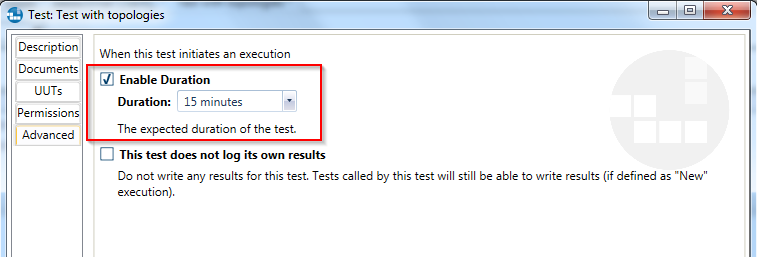 Test: Test with topologies
Description
Documents
UUTs
Permissions
Advanced
When this test initiates an execution
Enable Duration
Duration: 15 minutes
The expected duration of the test.
This test does not log its own results
Do not write any results for this test. Tests called by this test will still be able to write results (if defined as "New"
execution).